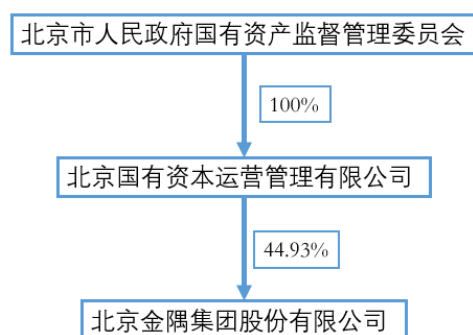 北京市人民政府国有资产监督管理委员会
100%
北京国有资本运营管理有限公司
44.93%
北京金隅集团股份有限公司